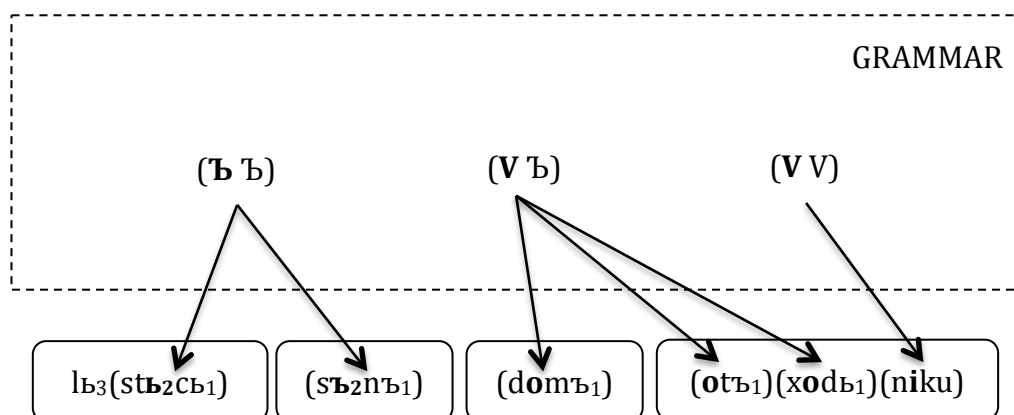 GRAMMAR
(Ъ Ъ) (V Ъ) (V V)
lь₃(stь₂cь₁) (sъ₂nъ₁) (domъ₁) (otъ₁)(xodь₁)(niku)